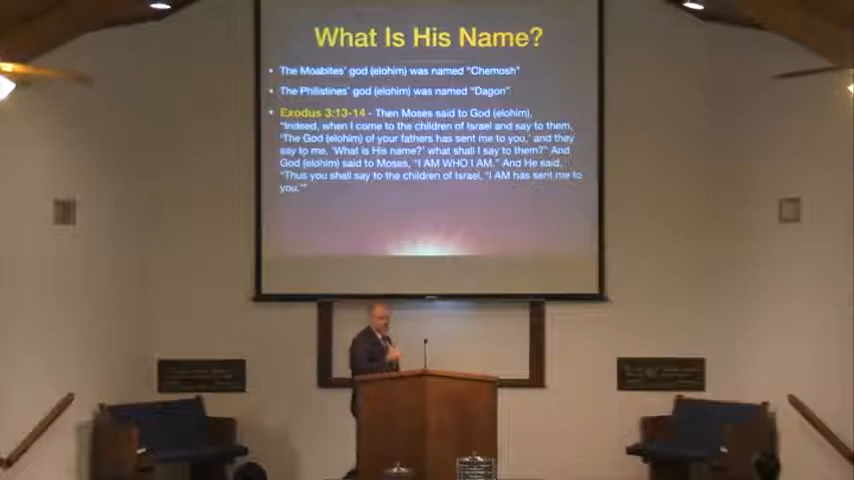 What Is His Name?
• The Moabites' god (elohim) was named "Chemosh"
• The Philistines' god (elohim) was named "Dagon"
• Exodus 3:13-14 - Then Moses said to God (elohim),
"Indeed, when I come to the children of Israel and say to them,
'The God (elohim) of your fathers has sent me to you,' and they
say to me, 'What is His name?' what shall I say to them?" And
God (elohim) said to Moses, "I AM WHO I AM." And He said,
"Thus you shall say to the children of Israel, "I AM has sent me to
you.'"